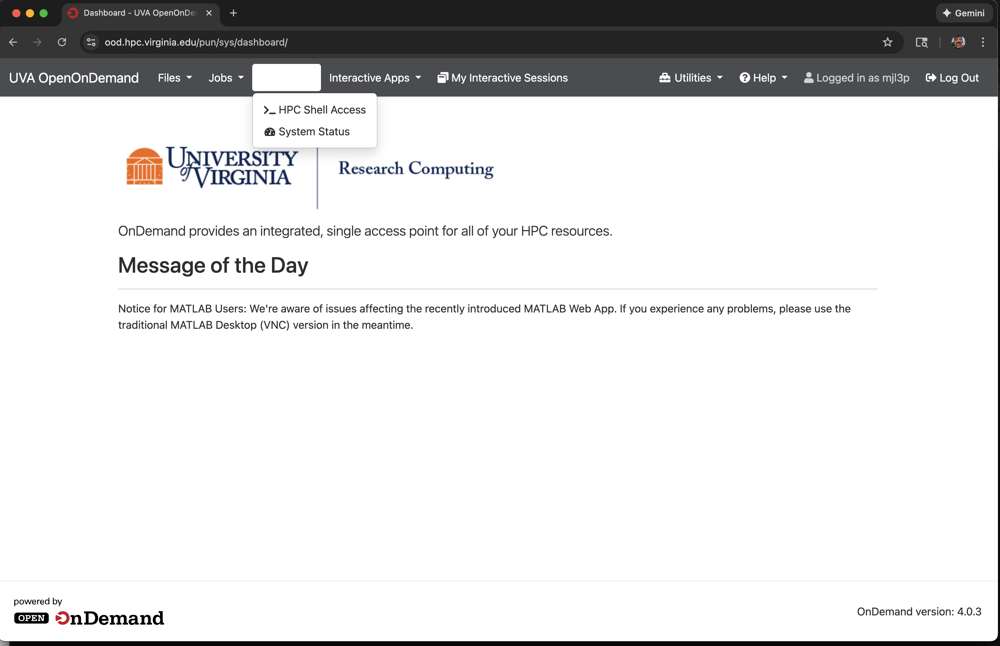 Dashboard - UVA OpenOnDe
Gemini
ood.hpc.virginia.edu/pun/sys/dashboard/
UVA OpenOnDemand Files Jobs Interactive Apps My Interactive Sessions Utilities Help Logged in as mjl3p Log Out
HPC Shell Access
System Status
UNIVERSITY of VIRGINIA
Research Computing
OnDemand provides an integrated, single access point for all of your HPC resources.
Message of the Day
Notice for MATLAB Users: We're aware of issues affecting the recently introduced MATLAB Web App. If you experience any problems, please use the
traditional MATLAB Desktop (VNC) version in the meantime.
powered by
OPEN OnDemand
OnDemand version: 4.0.3